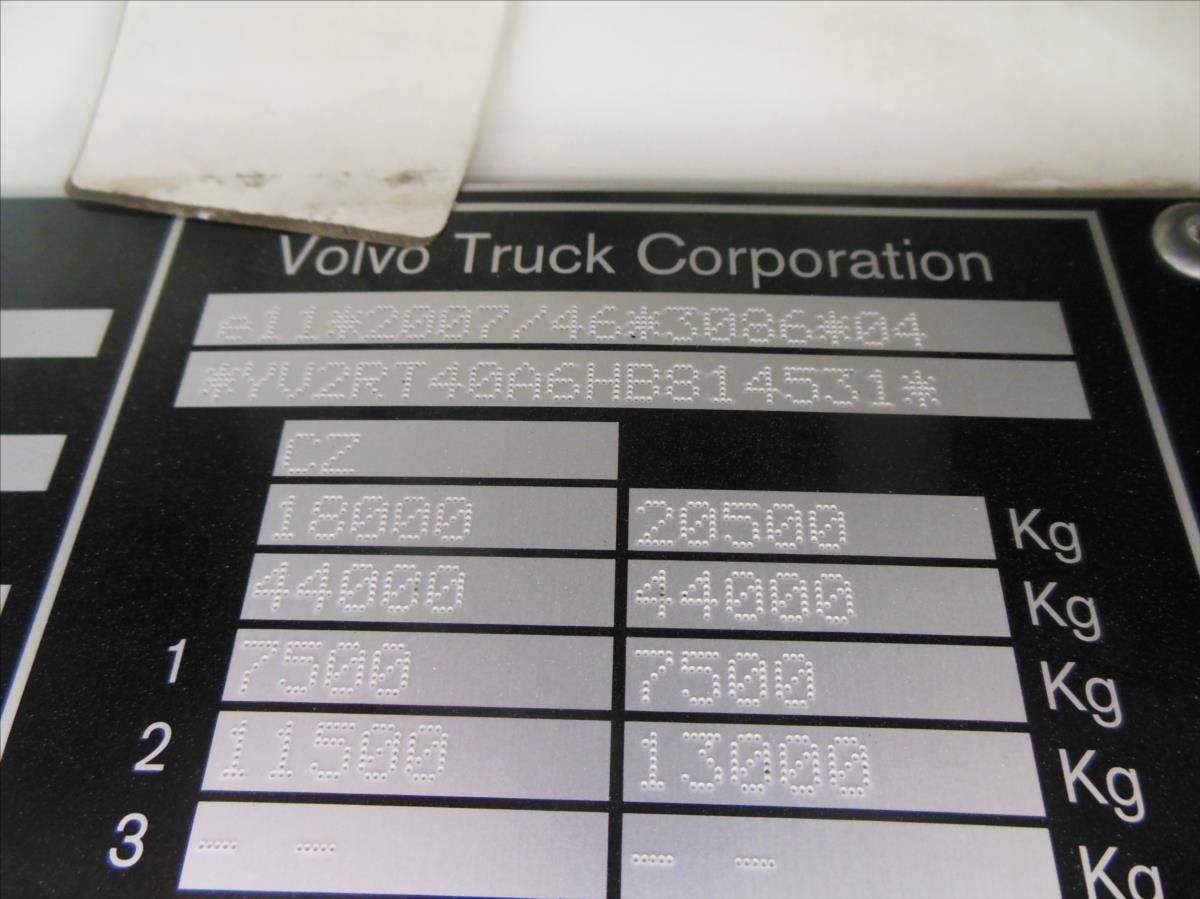 Volvo Truck Corporation
e11*2007/46*3086*04
*YV2RT40A6HB814531*
CZ
18000 20500 Kg
44000 44000 Kg
1 7500 7500 Kg
2 11500 13000 Kg
3 - - - - Kg